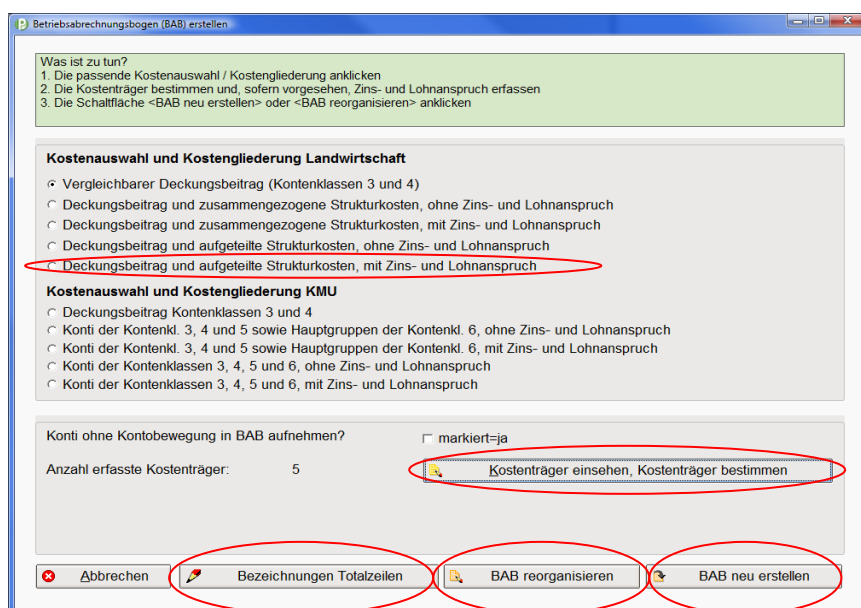 Betriebsabrechnungsbogen (BAB) erstellen
Was ist zu tun?
1. Die passende Kostenauswahl / Kostengliederung anklicken
2. Die Kostenträger bestimmen und, sofern vorgesehen, Zins- und Lohnanspruch erfassen
3. Die Schaltfläche <BAB neu erstellen> oder <BAB reorganisieren> anklicken
Kostenauswahl und Kostengliederung Landwirtschaft
Vergleichbarer Deckungsbeitrag (Kontenklassen 3 und 4)
Deckungsbeitrag und zusammengezogene Strukturkosten, ohne Zins- und Lohnanspruch
Deckungsbeitrag und zusammengezogene Strukturkosten, mit Zins- und Lohnanspruch
Deckungsbeitrag und aufgeteilte Strukturkosten, ohne Zins- und Lohnanspruch
Deckungsbeitrag und aufgeteilte Strukturkosten, mit Zins- und Lohnanspruch
Kostenauswahl und Kostengliederung KMU
Deckungsbeitrag Kontenklassen 3 und 4
Konti der Kontenkl. 3, 4 und 5 sowie Hauptgruppen der Kontenkl. 6, ohne Zins- und Lohnanspruch
Konti der Kontenkl. 3, 4 und 5 sowie Hauptgruppen der Kontenkl. 6, mit Zins- und Lohnanspruch
Konti der Kontenklassen 3, 4, 5 und 6, ohne Zins- und Lohnanspruch
Konti der Kontenklassen 3, 4, 5 und 6, mit Zins- und Lohnanspruch
Konti ohne Kontobewegung in BAB aufnehmen? markiert=ja
Anzahl erfasste Kostenträger: 5 Kostenträger einsehen, Kostenträger bestimmen
Abbrechen Bezeichnungen Totalzeilen BAB reorganisieren BAB neu erstellen